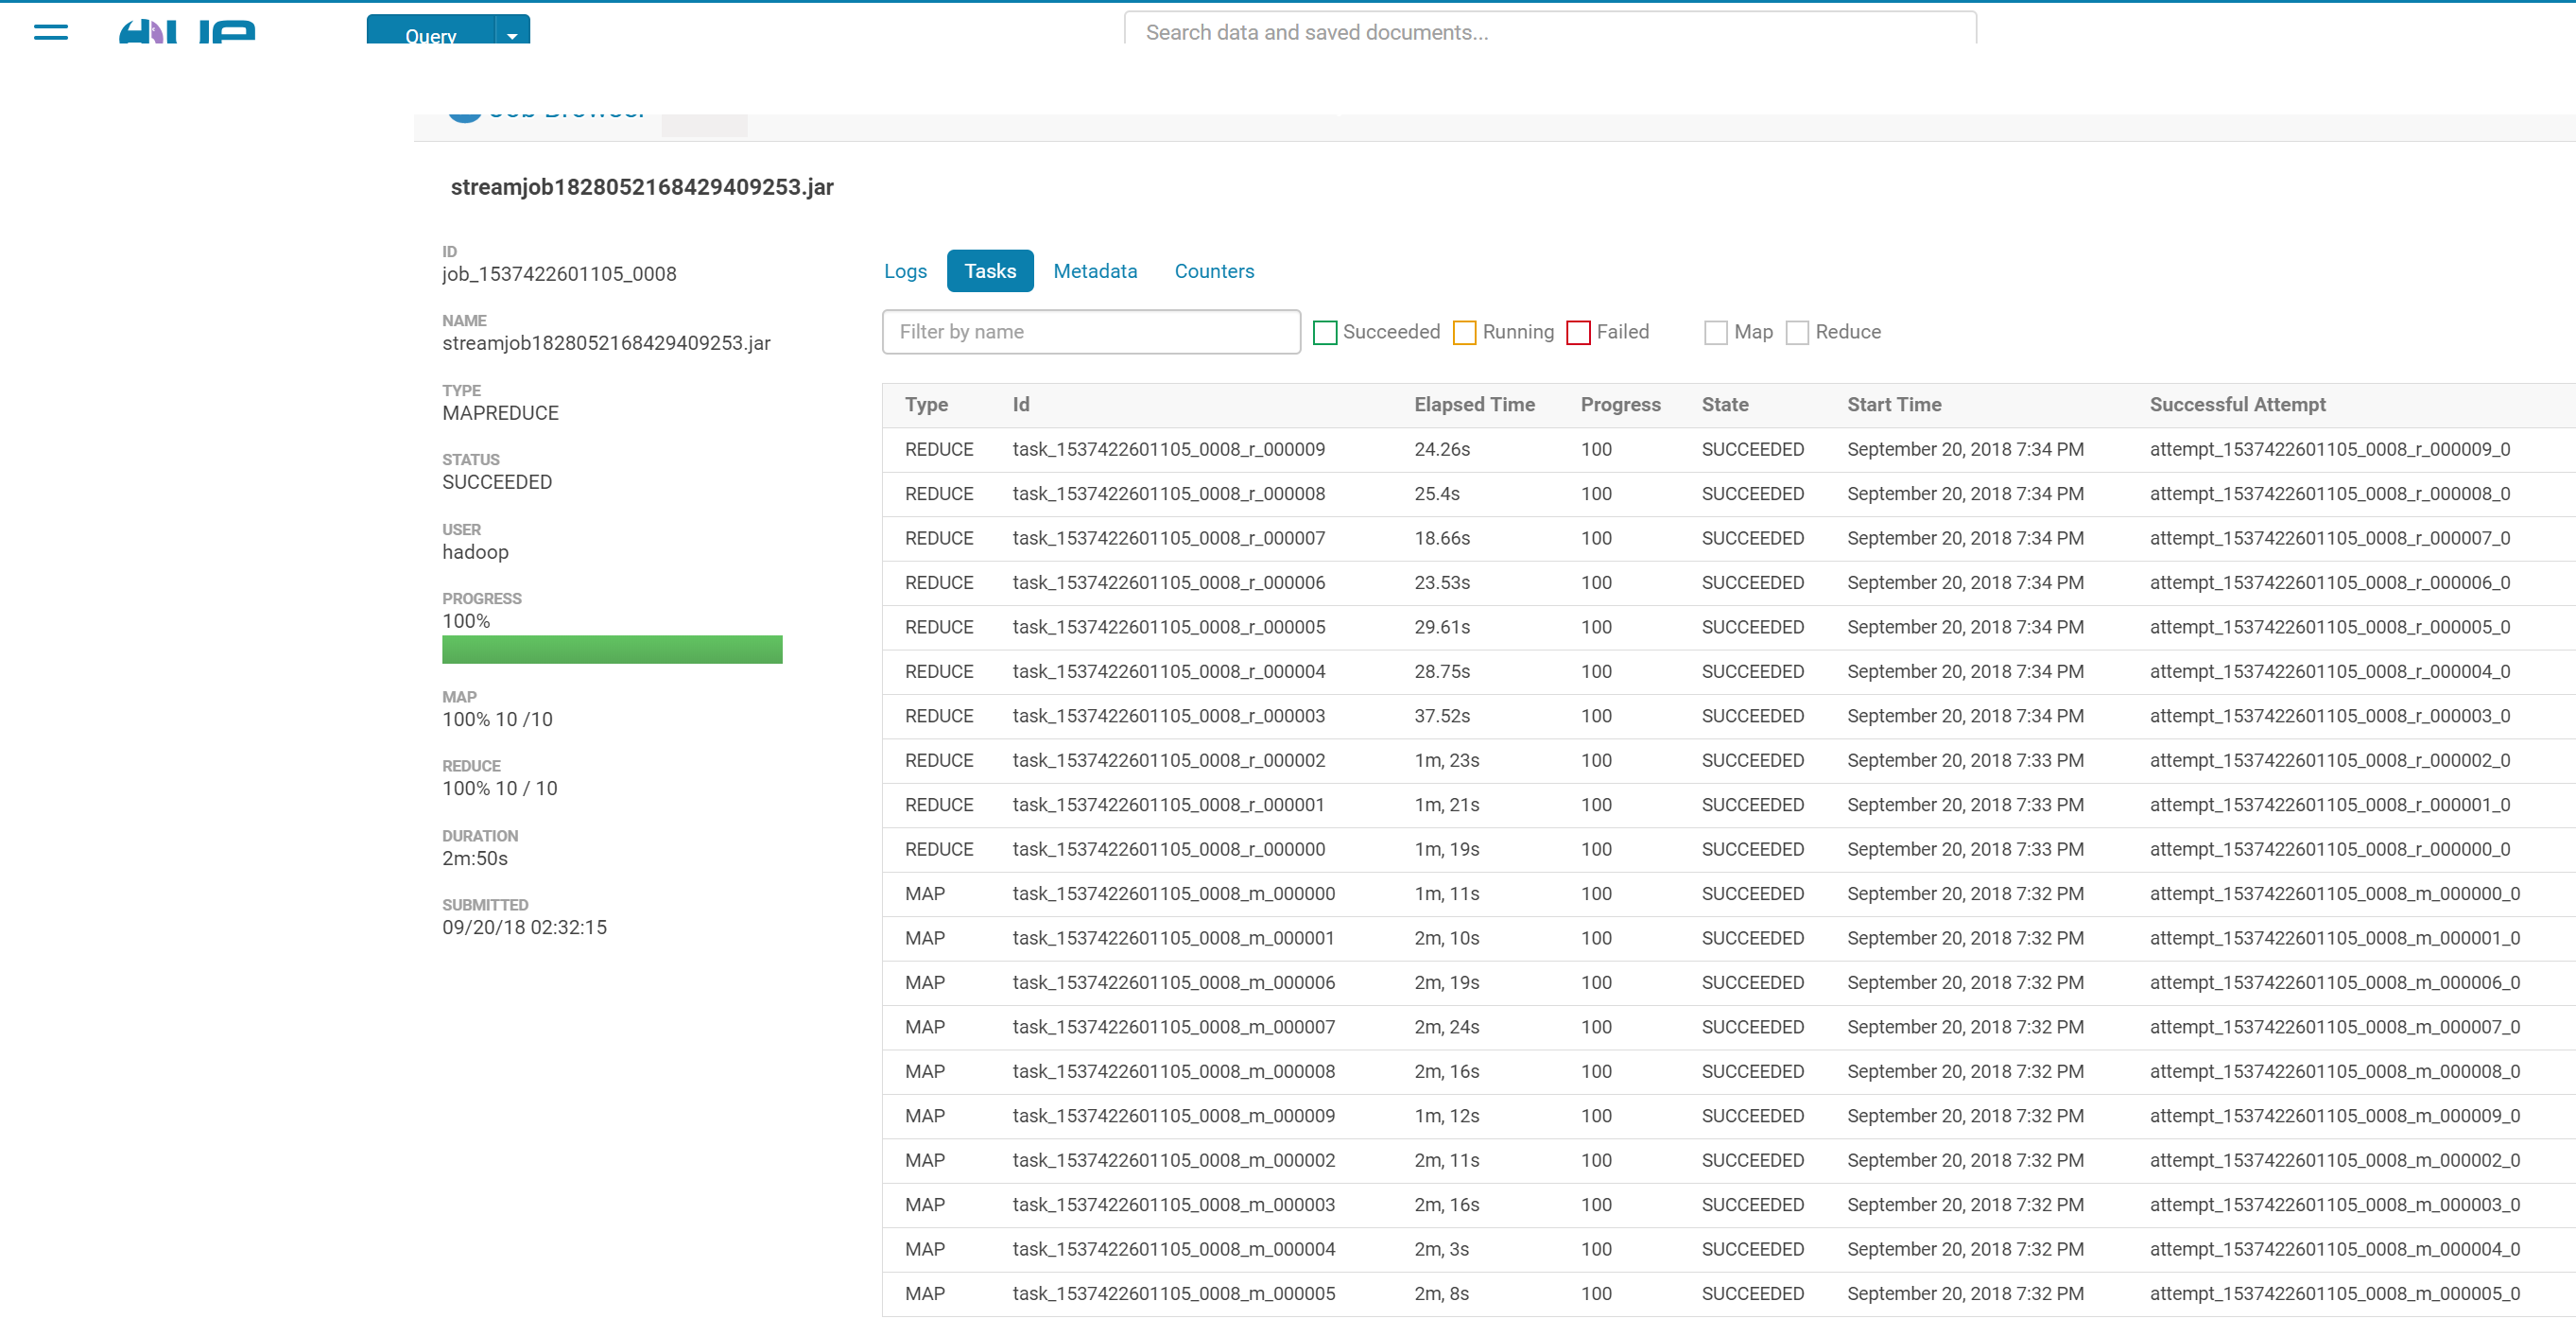 Query
Search data and saved documents...
Job Browser
streamjob1828052168429409253.jar
ID
job_1537422601105_0008
NAME
streamjob1828052168429409253.jar
TYPE
MAPREDUCE
STATUS
SUCCEEDED
USER
hadoop
PROGRESS
100%
MAP
100% 10 /10
REDUCE
100% 10 / 10
DURATION
2m:50s
SUBMITTED
09/20/18 02:32:15
Logs Tasks Metadata Counters
Filter by name Succeeded Running Failed Map Reduce
Type Id Elapsed Time Progress State Start Time Successful Attempt
REDUCE task_1537422601105_0008_r_000009 24.26s 100 SUCCEEDED September 20, 2018 7:34 PM attempt_1537422601105_0008_r_000009_0
REDUCE task_1537422601105_0008_r_000008 25.4s 100 SUCCEEDED September 20, 2018 7:34 PM attempt_1537422601105_0008_r_000008_0
REDUCE task_1537422601105_0008_r_000007 18.66s 100 SUCCEEDED September 20, 2018 7:34 PM attempt_1537422601105_0008_r_000007_0
REDUCE task_1537422601105_0008_r_000006 23.53s 100 SUCCEEDED September 20, 2018 7:34 PM attempt_1537422601105_0008_r_000006_0
REDUCE task_1537422601105_0008_r_000005 29.61s 100 SUCCEEDED September 20, 2018 7:34 PM attempt_1537422601105_0008_r_000005_0
REDUCE task_1537422601105_0008_r_000004 28.75s 100 SUCCEEDED September 20, 2018 7:34 PM attempt_1537422601105_0008_r_000004_0
REDUCE task_1537422601105_0008_r_000003 37.52s 100 SUCCEEDED September 20, 2018 7:34 PM attempt_1537422601105_0008_r_000003_0
REDUCE task_1537422601105_0008_r_000002 1m, 23s 100 SUCCEEDED September 20, 2018 7:33 PM attempt_1537422601105_0008_r_000002_0
REDUCE task_1537422601105_0008_r_000001 1m, 21s 100 SUCCEEDED September 20, 2018 7:33 PM attempt_1537422601105_0008_r_000001_0
REDUCE task_1537422601105_0008_r_000000 1m, 19s 100 SUCCEEDED September 20, 2018 7:33 PM attempt_1537422601105_0008_r_000000_0
MAP task_1537422601105_0008_m_000000 1m, 11s 100 SUCCEEDED September 20, 2018 7:32 PM attempt_1537422601105_0008_m_000000_0
MAP task_1537422601105_0008_m_000001 2m, 10s 100 SUCCEEDED September 20, 2018 7:32 PM attempt_1537422601105_0008_m_000001_0
MAP task_1537422601105_0008_m_000006 2m, 19s 100 SUCCEEDED September 20, 2018 7:32 PM attempt_1537422601105_0008_m_000006_0
MAP task_1537422601105_0008_m_000007 2m, 24s 100 SUCCEEDED September 20, 2018 7:32 PM attempt_1537422601105_0008_m_000007_0
MAP task_1537422601105_0008_m_000008 2m, 16s 100 SUCCEEDED September 20, 2018 7:32 PM attempt_1537422601105_0008_m_000008_0
MAP task_1537422601105_0008_m_000009 1m, 12s 100 SUCCEEDED September 20, 2018 7:32 PM attempt_1537422601105_0008_m_000009_0
MAP task_1537422601105_0008_m_000002 2m, 11s 100 SUCCEEDED September 20, 2018 7:32 PM attempt_1537422601105_0008_m_000002_0
MAP task_1537422601105_0008_m_000003 2m, 16s 100 SUCCEEDED September 20, 2018 7:32 PM attempt_1537422601105_0008_m_000003_0
MAP task_1537422601105_0008_m_000004 2m, 3s 100 SUCCEEDED September 20, 2018 7:32 PM attempt_1537422601105_0008_m_000004_0
MAP task_1537422601105_0008_m_000005 2m, 8s 100 SUCCEEDED September 20, 2018 7:32 PM attempt_1537422601105_0008_m_000005_0